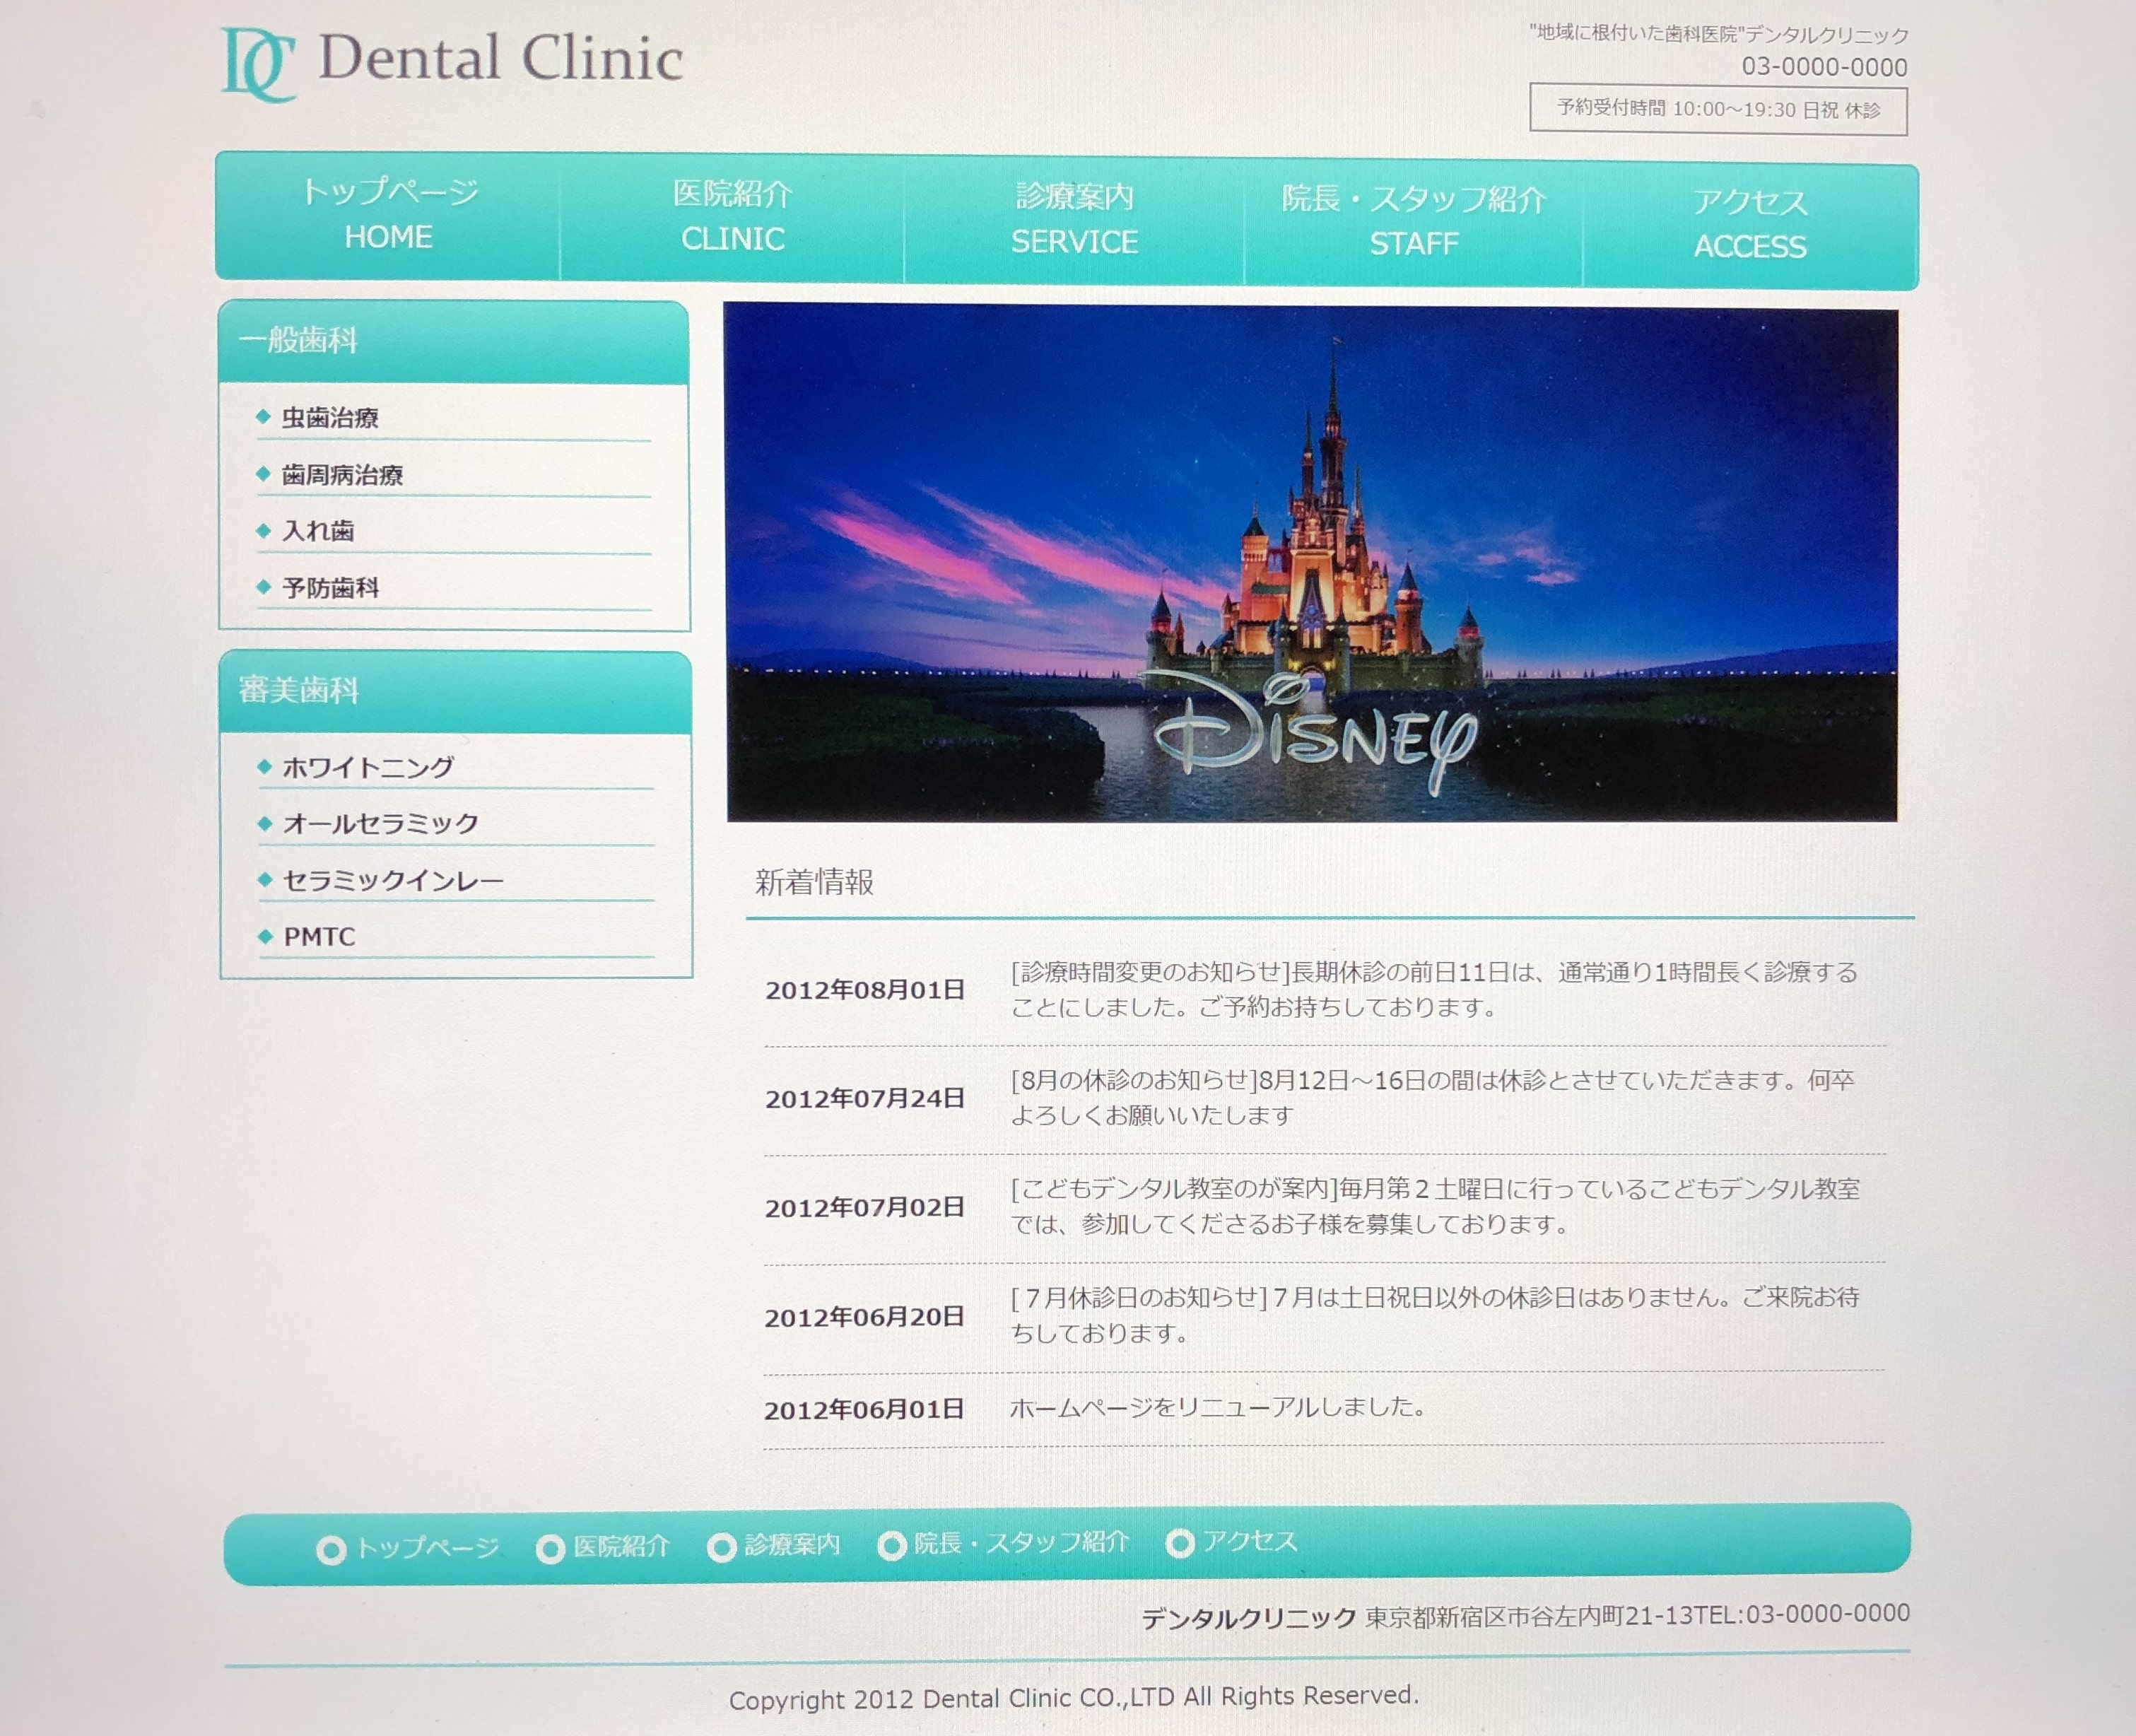 DC Dental Clinic
"地域に根付いた歯科医院"デンタルクリニック
03-0000-0000
予約受付時間 10:00～19:30 日祝 休診
トップページ
HOME
医院紹介
CLINIC
診療案内
SERVICE
院長・スタッフ紹介
STAFF
アクセス
ACCESS
一般歯科
虫歯治療
歯周病治療
入れ歯
予防歯科
審美歯科
ホワイトニング
オールセラミック
セラミックインレー
PMTC
DISNEY
新着情報
2012年08月01日
[診療時間変更のお知らせ]長期休診の前日11日は、通常通り1時間長く診療する
ことにしました。ご予約お持ちしております。
2012年07月24日
[8月の休診のお知らせ]8月12日～16日の間は休診とさせていただきます。何卒
よろしくお願いいたします
2012年07月02日
[こどもデンタル教室のが案内]毎月第２土曜日に行っているこどもデンタル教室
では、参加してくださるお子様を募集しております。
2012年06月20日
[７月休診日のお知らせ]７月は土日祝日以外の休診日はありません。ご来院お待
ちしております。
2012年06月01日
ホームページをリニューアルしました。
トップページ 医院紹介 診療案内 院長・スタッフ紹介 アクセス
デンタルクリニック 東京都新宿区市谷左内町21-13TEL:03-0000-0000
Copyright 2012 Dental Clinic CO.,LTD All Rights Reserved.